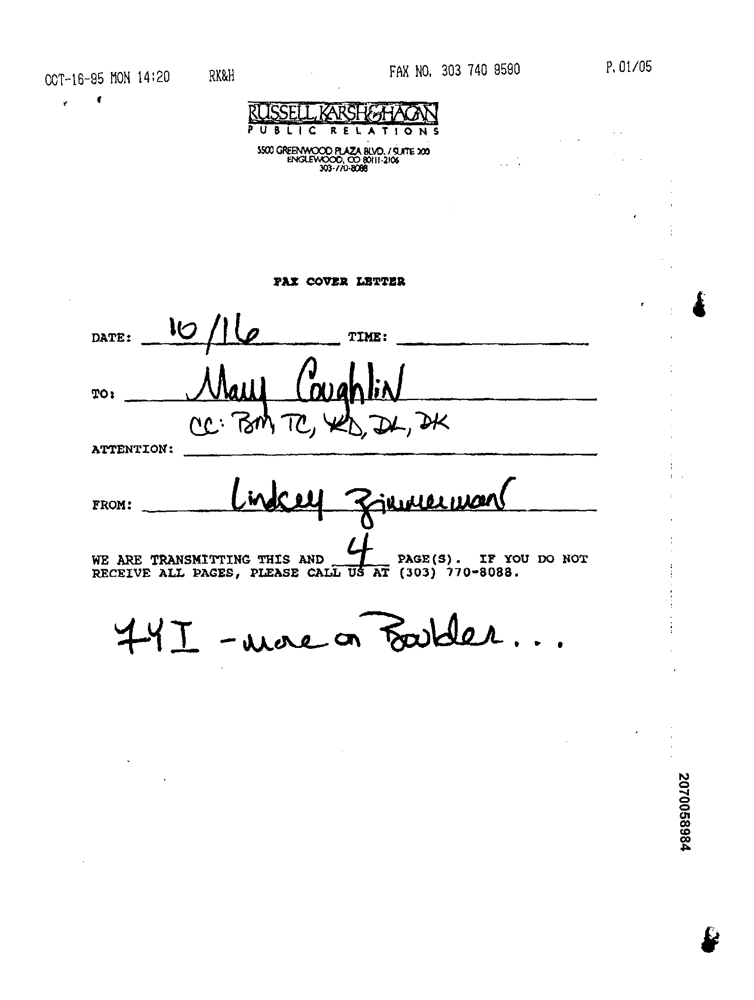 OCT-16-95 MON 14:20 RK&H FAX NO. 303 740 9590 P.01/05
RUSSELL, KARSH & HAGAN
PUBLIC RELATIONS
5500 GREENWOOD PLAZA BLVD. / SUITE 200
ENGLEWOOD, CO 80111-2106
303-770-8088
FAX COVER LETTER
DATE: 10/16 TIME:
TO: Mary Coughlin
CC: BM, TC, KD, DL, DK
ATTENTION:
FROM: Lindsey Zimmerman
WE ARE TRANSMITTING THIS AND 4 PAGE(S). IF YOU DO NOT
RECEIVE ALL PAGES, PLEASE CALL US AT (303) 770-8088.
FYI - more on Boulder...
2070058984